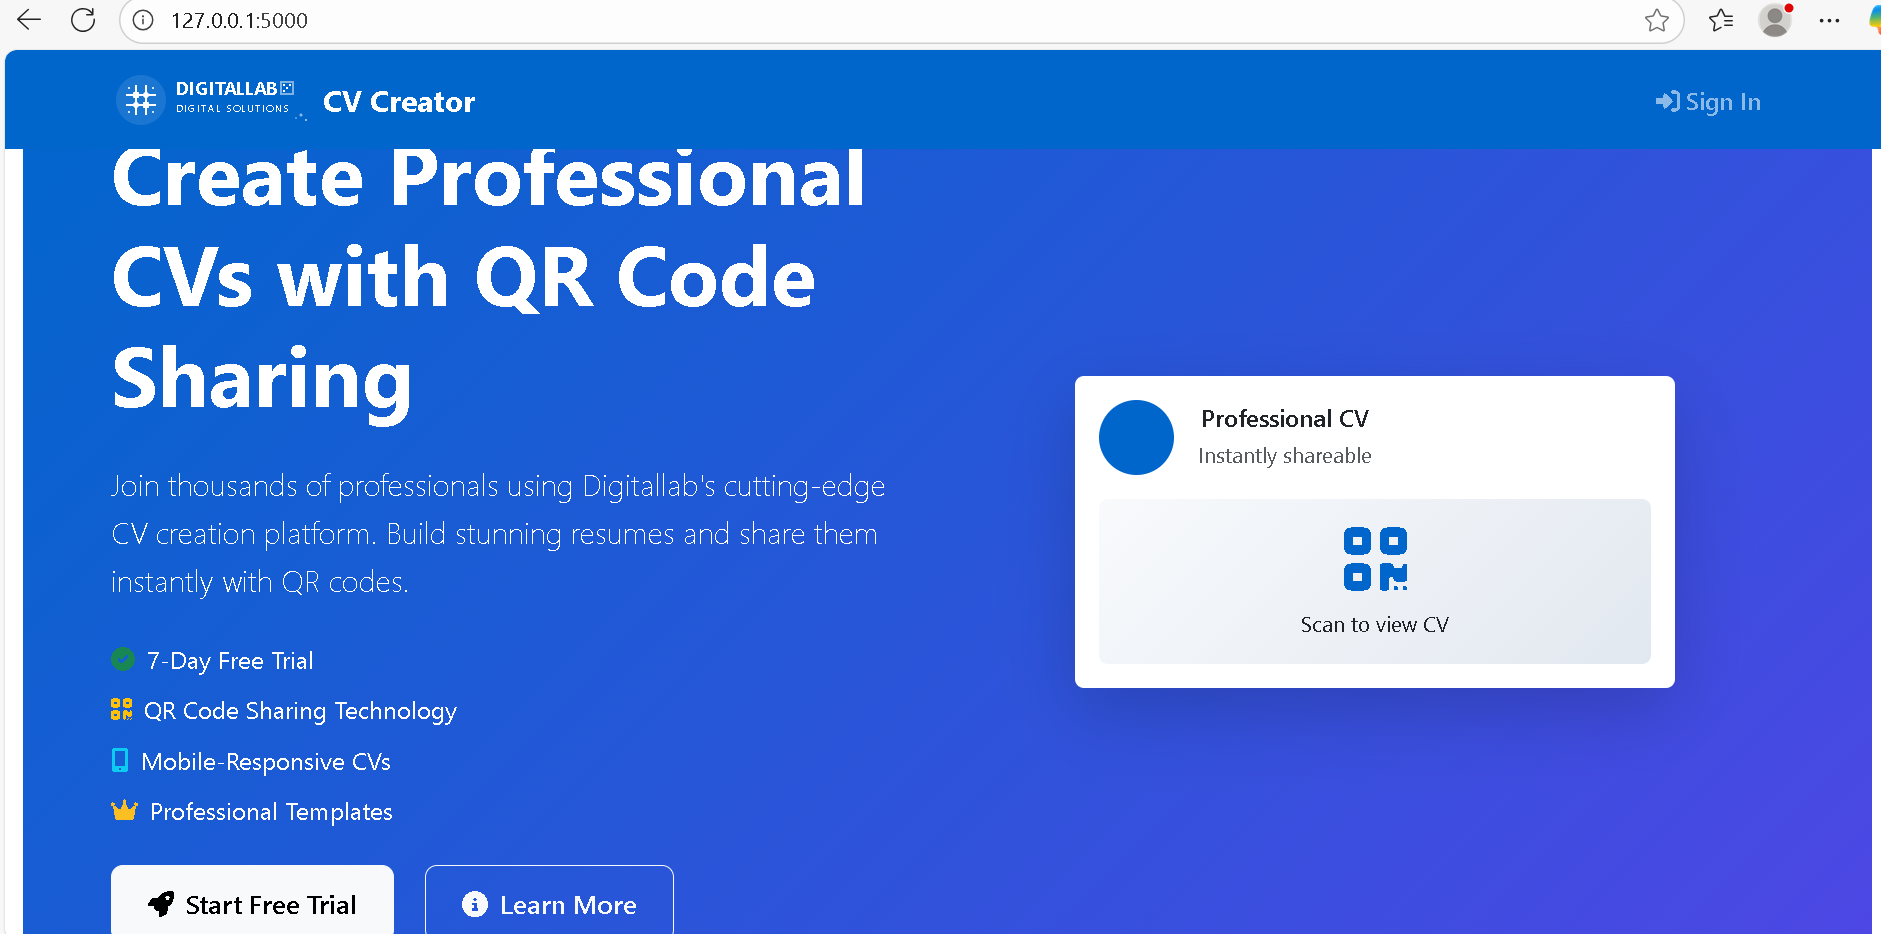 127.0.0.1:5000
DIGITALLAB
DIGITAL SOLUTIONS
CV Creator
Sign In
Create Professional
CVs with QR Code
Sharing
Join thousands of professionals using Digitallab's cutting-edge
CV creation platform. Build stunning resumes and share them
instantly with QR codes.
7-Day Free Trial
QR Code Sharing Technology
Mobile-Responsive CVs
Professional Templates
Start Free Trial
Learn More
Professional CV
Instantly shareable
Scan to view CV